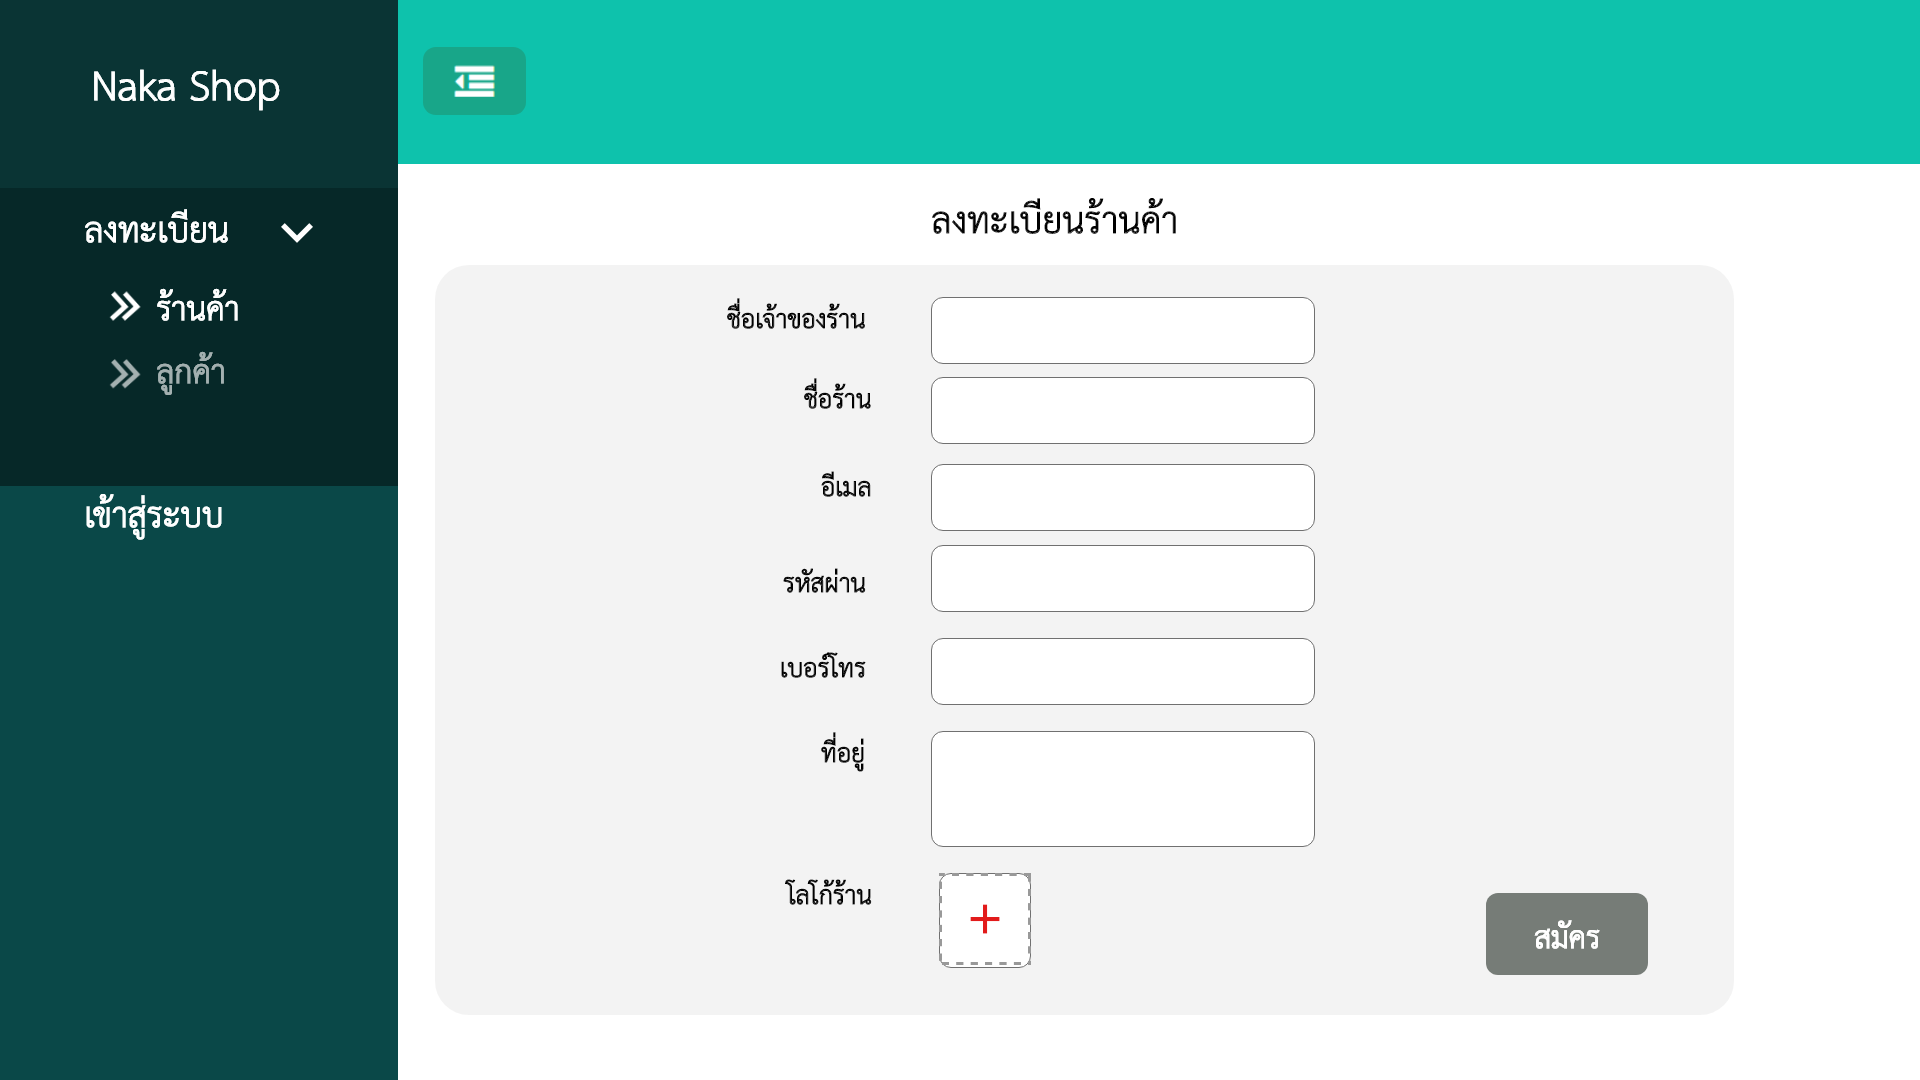 Naka Shop
ลงทะเบียน
ร้านค้า
ลูกค้า
เข้าสู่ระบบ
ลงทะเบียนร้านค้า
ชื่อเจ้าของร้าน
ชื่อร้าน
อีเมล
รหัสผ่าน
เบอร์โทร
ที่อยู่
โลโก้ร้าน
สมัคร